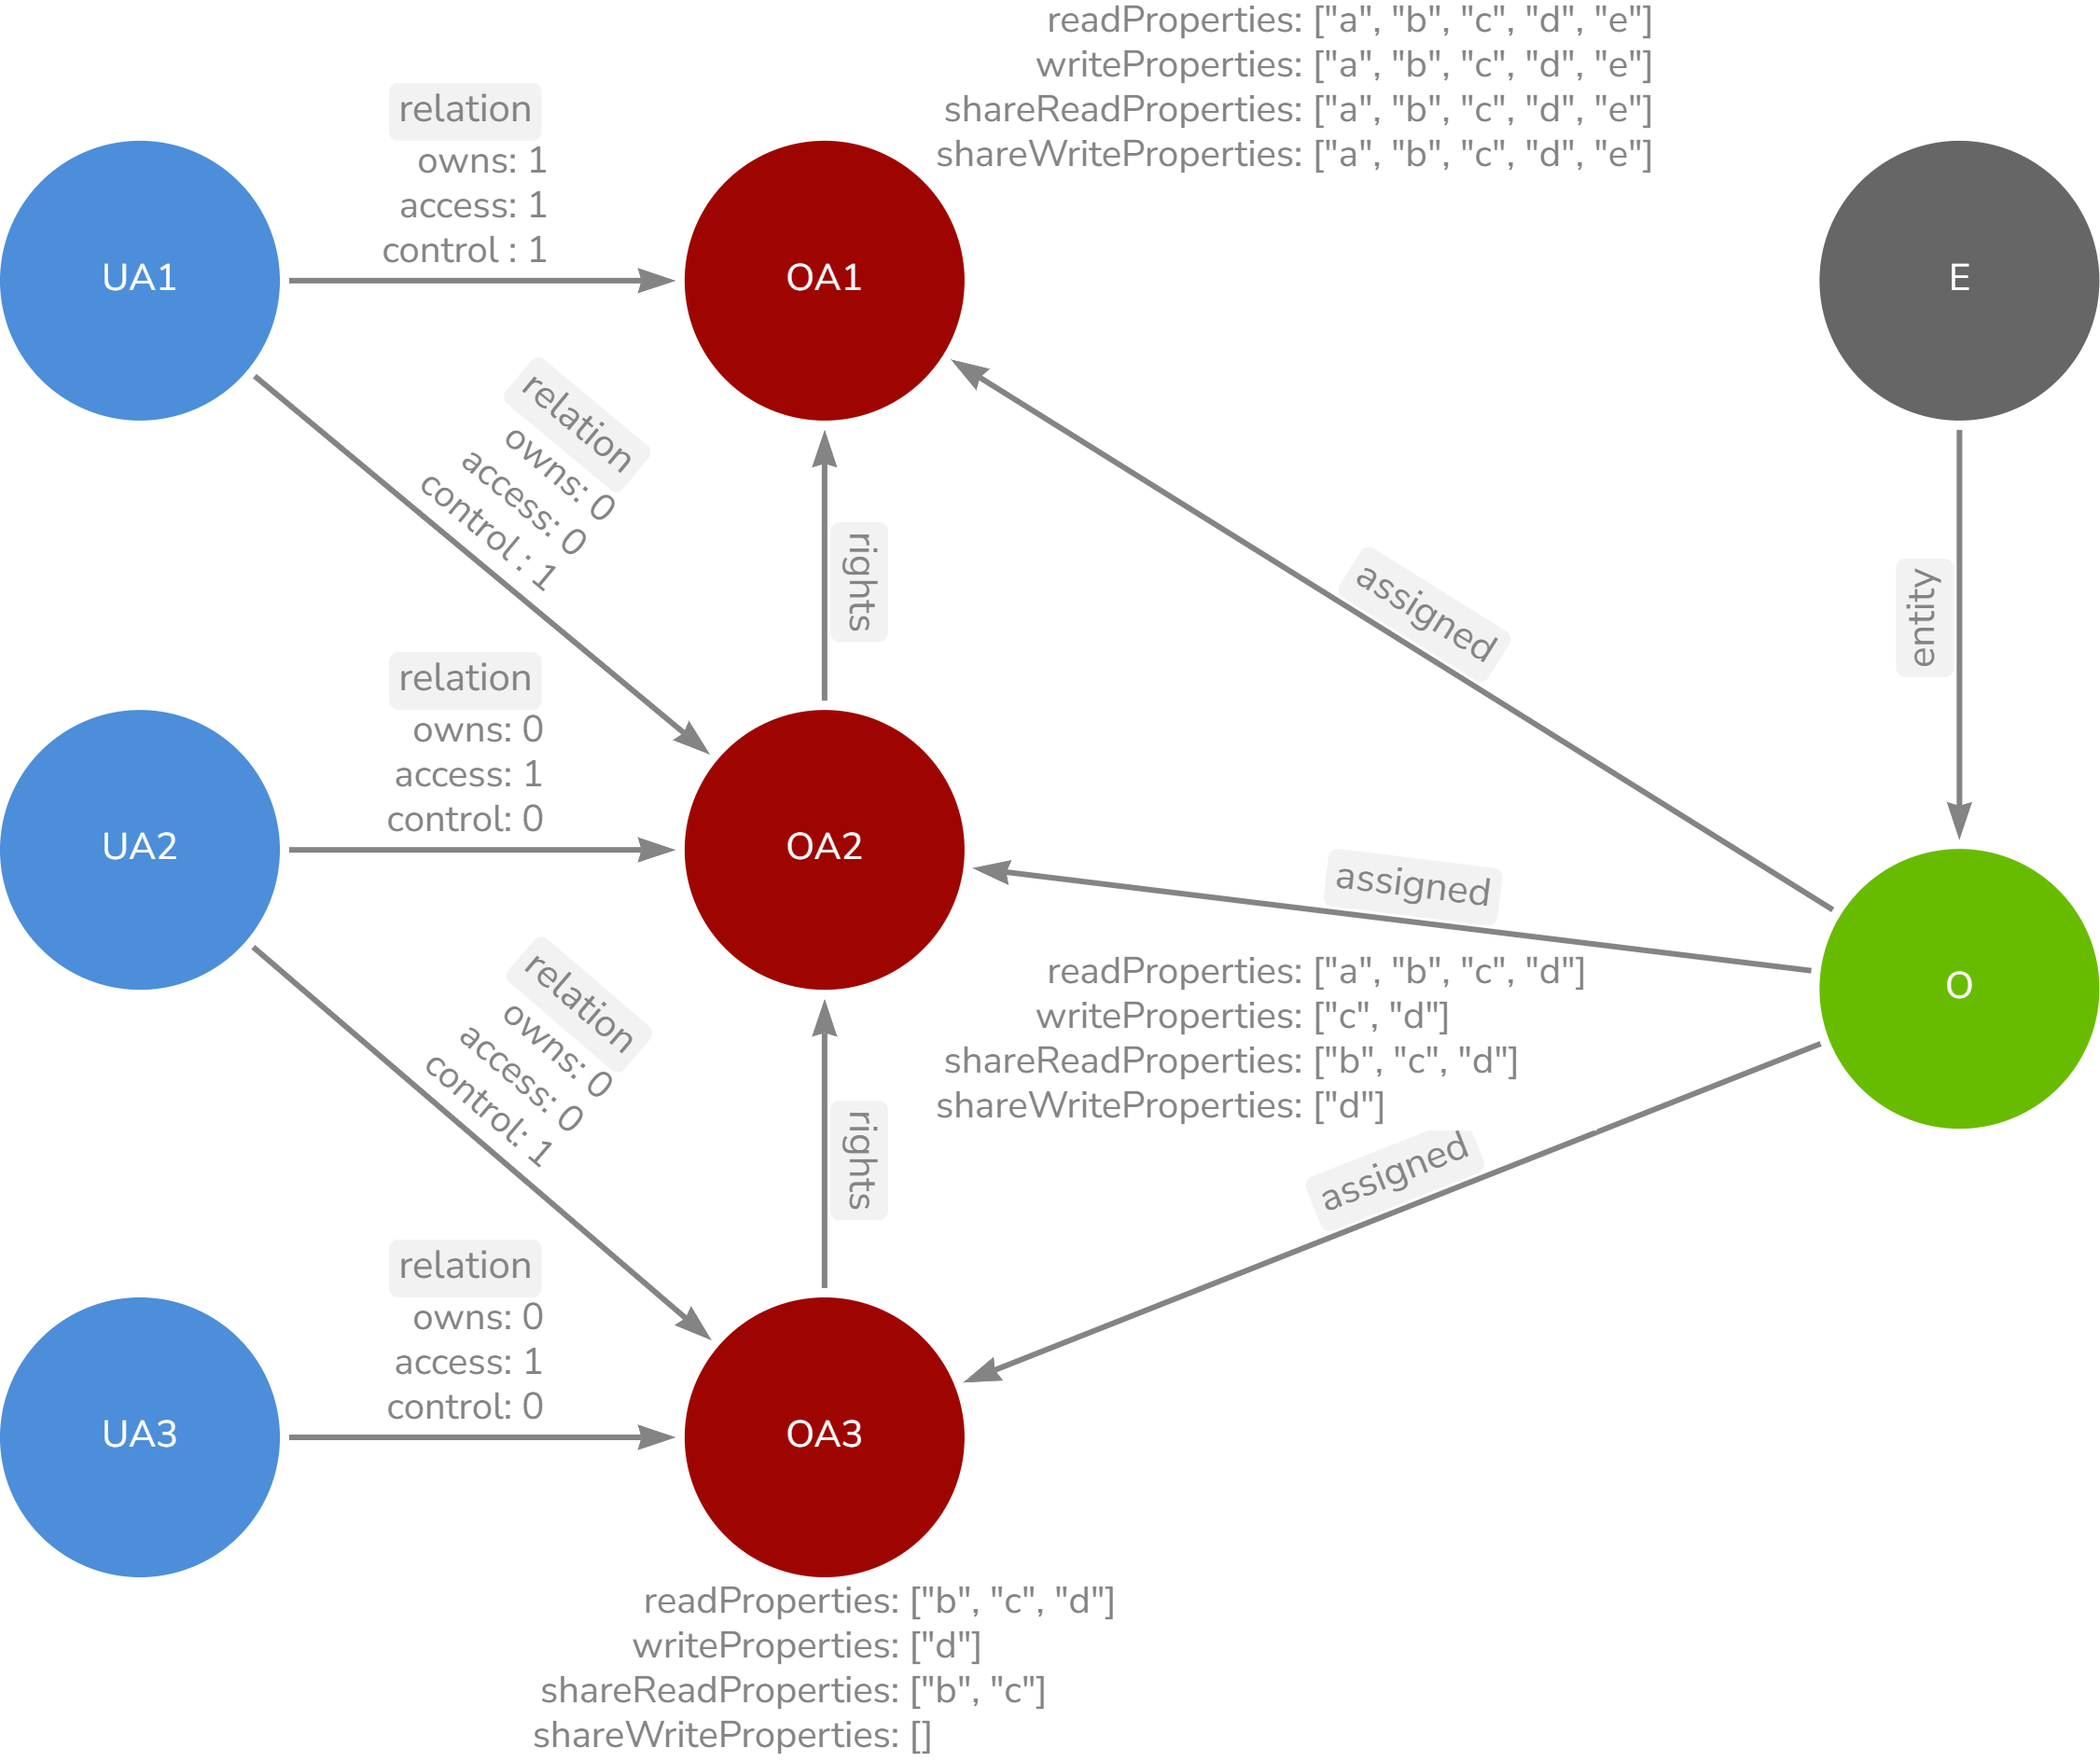 readProperties: ["a", "b", "c", "d", "e"]
writeProperties: ["a", "b", "c", "d", "e"]
shareReadProperties: ["a", "b", "c", "d", "e"]
shareWriteProperties: ["a", "b", "c", "d", "e"]
relation
owns: 1
access: 1
control : 1
UA1
OA1
E
relation
owns: 0
access: 0
control : 1
rights
assigned
entity
relation
owns: 0
access: 1
control: 0
UA2
OA2
assigned
O
readProperties: ["a", "b", "c", "d"]
writeProperties: ["c", "d"]
shareReadProperties: ["b", "c", "d"]
shareWriteProperties: ["d"]
relation
owns: 0
access: 0
control: 1
rights
assigned
relation
owns: 0
access: 1
control: 0
UA3
OA3
readProperties: ["b", "c", "d"]
writeProperties: ["d"]
shareReadProperties: ["b", "c"]
shareWriteProperties: []